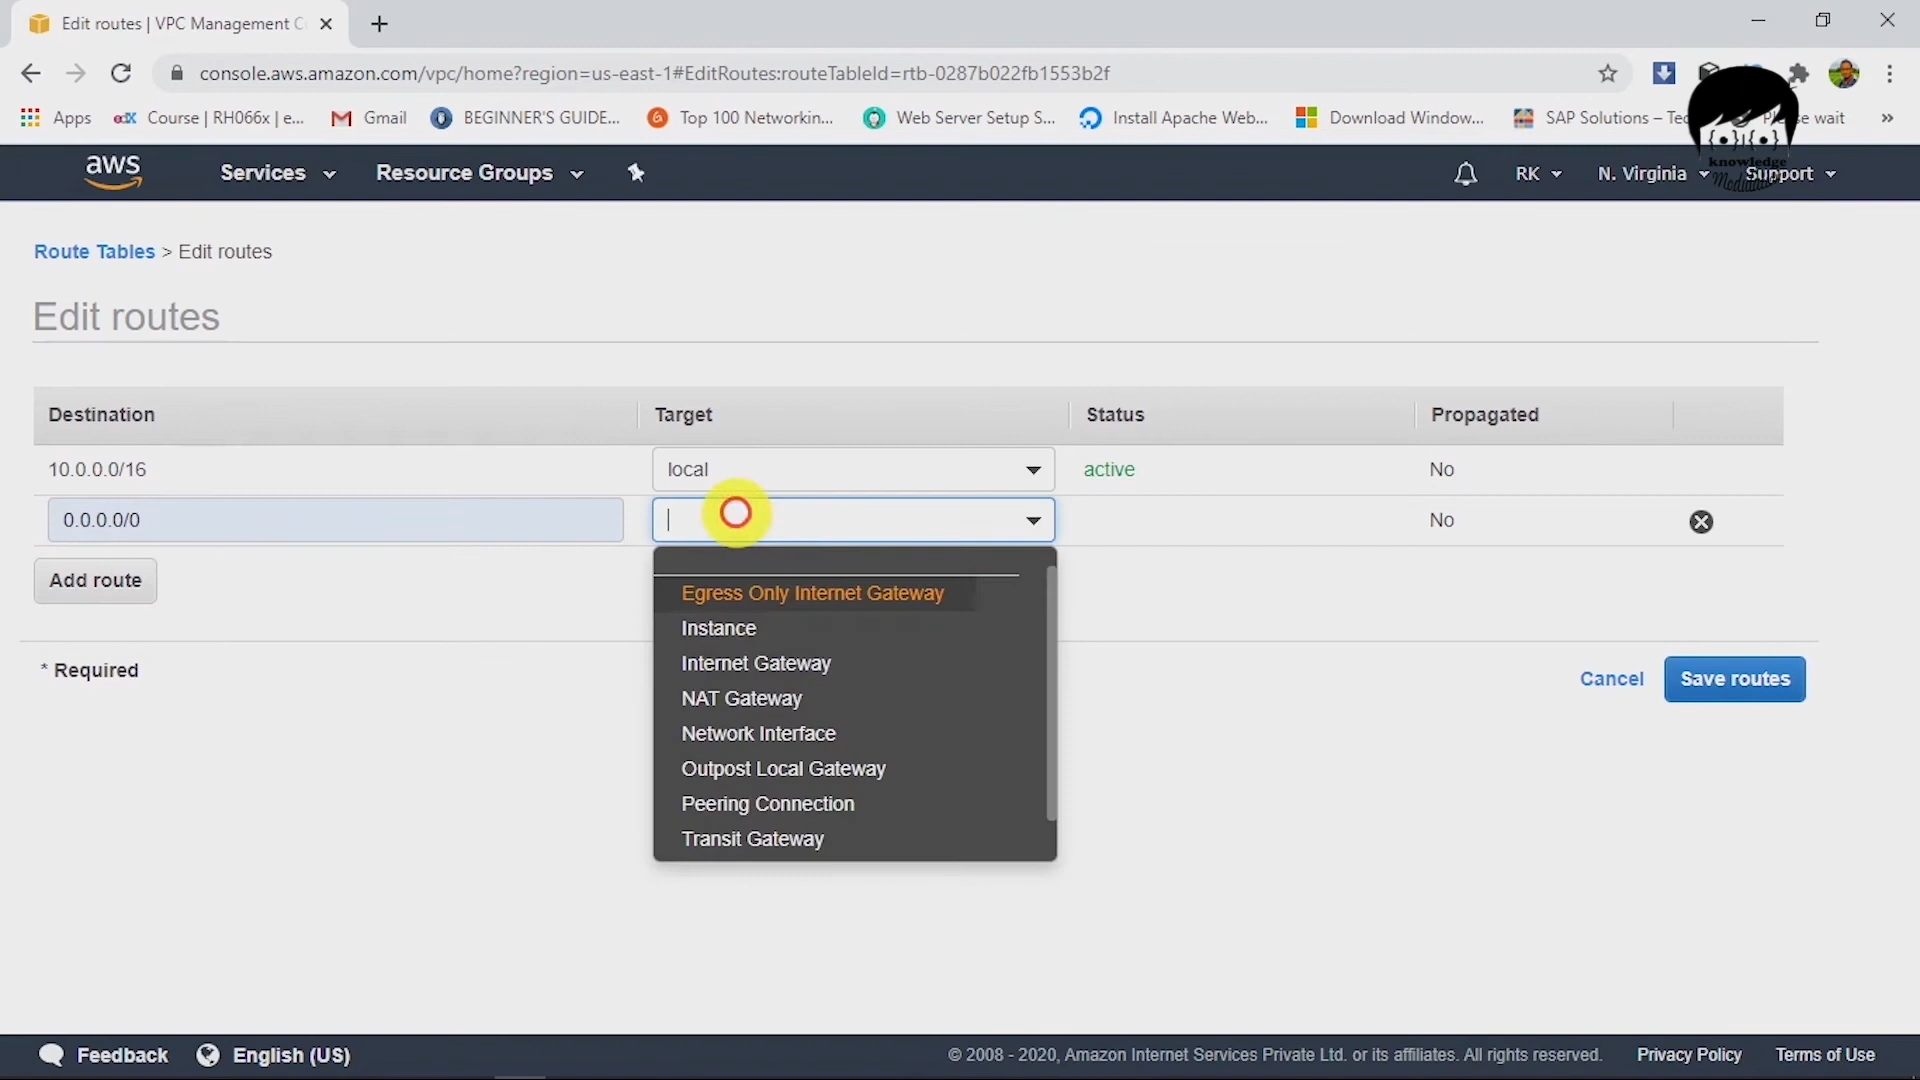 Edit routes | VPC Management C
console.aws.amazon.com/vpc/home?region=us-east-1#EditRoutes:routeTableId=rtb-0287b022fb1553b2f
Apps
edX
Course | RH066x | e...
Gmail
BEGINNER'S GUIDE...
Top 100 Networkin...
Web Server Setup S...
Install Apache Web...
Download Window...
SAP Solutions – Tec
se wait
»
knowledge
aws
Services
Resource Groups
RK
N. Virginia
Support
Route Tables > Edit routes
Edit routes
Destination
Target
Status
Propagated
10.0.0.0/16
local
active
No
0.0.0.0/0
No
Add route
Egress Only Internet Gateway
Instance
Internet Gateway
NAT Gateway
Network Interface
Outpost Local Gateway
Peering Connection
Transit Gateway
* Required
Cancel
Save routes
Feedback
English (US)
© 2008 - 2020, Amazon Internet Services Private Ltd. or its affiliates. All rights reserved.
Privacy Policy
Terms of Use